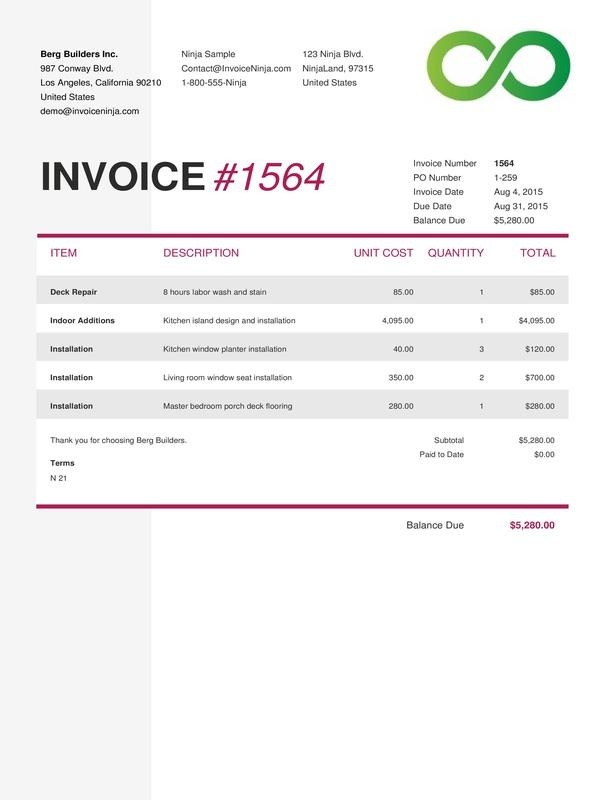 Berg Builders Inc.
987 Conway Blvd.
Los Angeles, California 90210
United States
demo@invoiceninja.com
Ninja Sample
Contact@InvoiceNinja.com
1-800-555-Ninja
123 Ninja Blvd.
NinjaLand, 97315
United States
INVOICE #1564
Invoice Number 1564
PO Number 1-259
Invoice Date Aug 4, 2015
Due Date Aug 31, 2015
Balance Due $5,280.00
ITEM DESCRIPTION UNIT COST QUANTITY TOTAL
Deck Repair 8 hours labor wash and stain 85.00 1 $85.00
Indoor Additions Kitchen island design and installation 4,095.00 1 $4,095.00
Installation Kitchen window planter installation 40.00 3 $120.00
Installation Living room window seat installation 350.00 2 $700.00
Installation Master bedroom porch deck flooring 280.00 1 $280.00
Thank you for choosing Berg Builders. Subtotal $5,280.00
Paid to Date $0.00
Terms
N 21
Balance Due $5,280.00